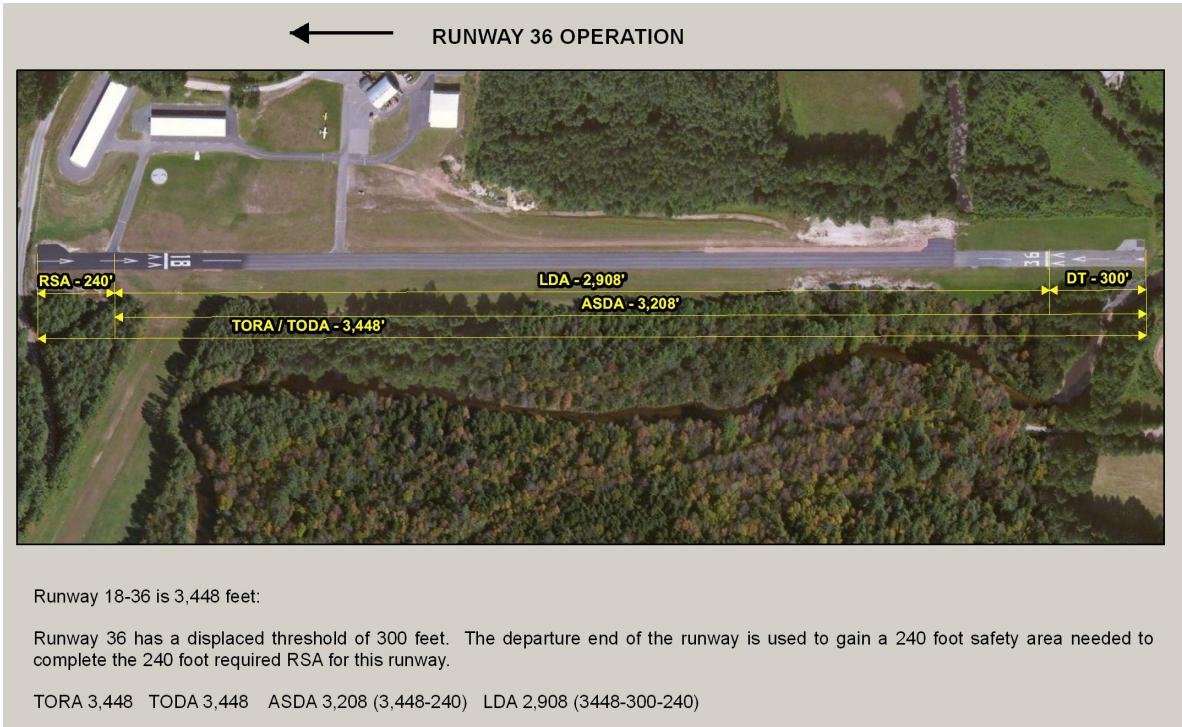 RUNWAY 36 OPERATION
18
36
RSA - 240'
LDA - 2,908'
DT - 300'
ASDA - 3,208'
TORA / TODA - 3,448'
Runway 18-36 is 3,448 feet:
Runway 36 has a displaced threshold of 300 feet. The departure end of the runway is used to gain a 240 foot safety area needed to
complete the 240 foot required RSA for this runway.
TORA 3,448 TODA 3,448 ASDA 3,208 (3,448-240) LDA 2,908 (3448-300-240)